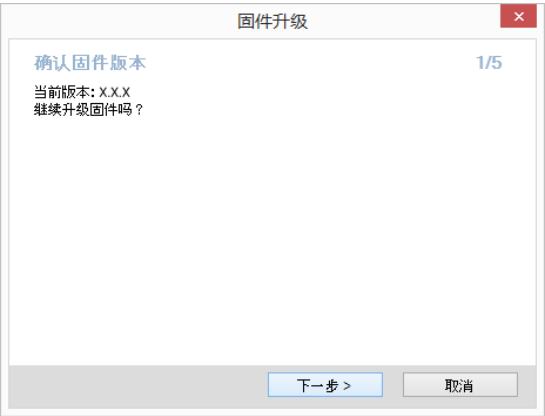 固件升级
确认固件版本 1/5
当前版本: X.X.X
继续升级固件吗？
下一步 >
取消